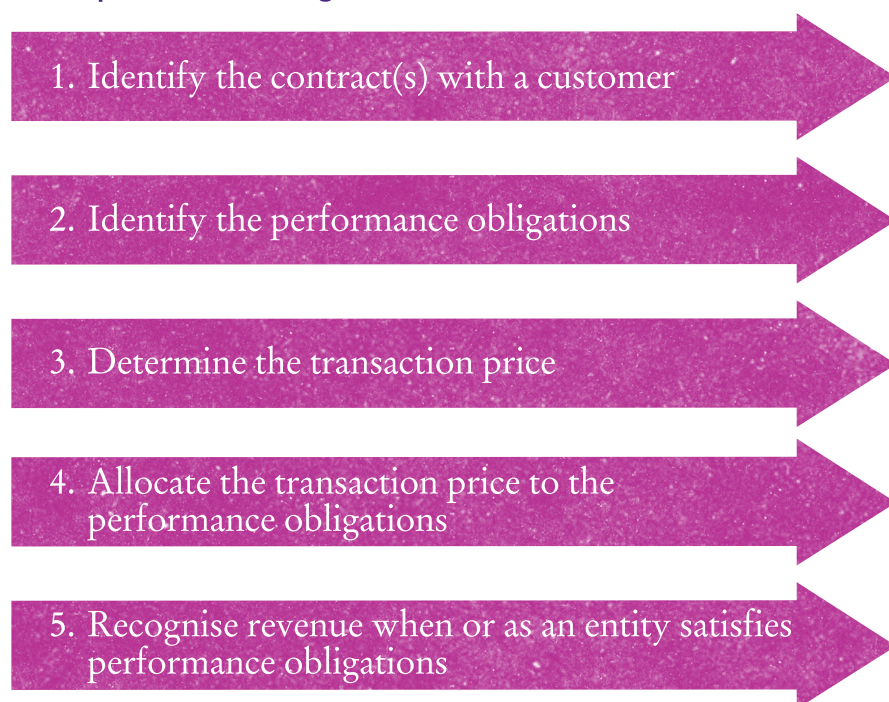 1. Identify the contract(s) with a customer
2. Identify the performance obligations
3. Determine the transaction price
4. Allocate the transaction price to the
performance obligations
5. Recognise revenue when or as an entity satisfies
performance obligations